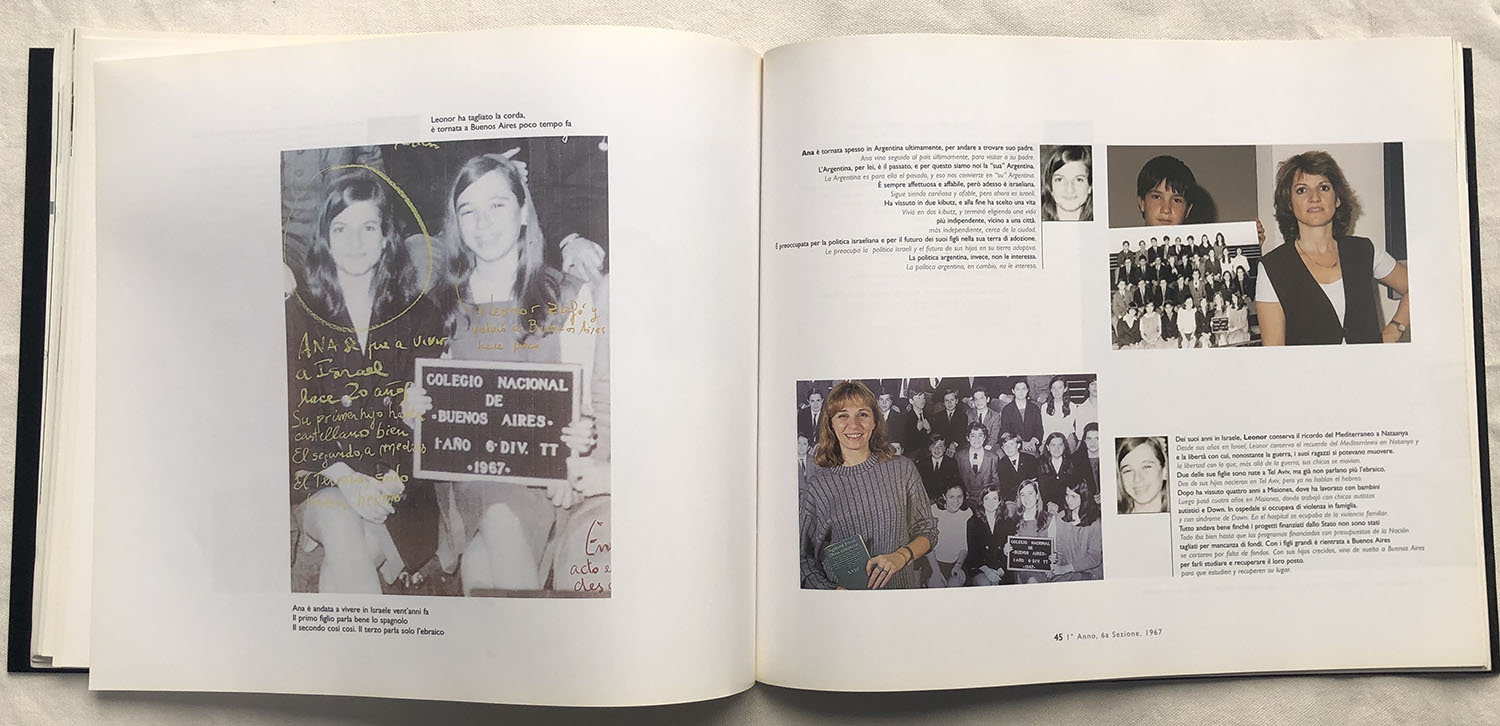 Leonor ha tagliato la corda,
è tornata a Buenos Aires poco tempo fa
ANA se fue a vivir
a Israel
hace 20 años
Su primer hijo habla
castellano bien
El segundo, a medias
El tercero solo
habla hebreo
Leonor zafó y
volvió a Buenos Aires
hace poco
COLEGIO NACIONAL
DE
·BUENOS AIRES·
1·AÑO 6·DIV. TT
·1967·
acto e
des
Ana è andata a vivere in Israele vent'anni fa
Il primo figlio parla bene lo spagnolo
Il secondo così così. Il terzo parla solo l'ebraico
Ana è tornata spesso in Argentina ultimamente, per andare a trovare suo padre.
Ana vino seguido al país últimamente, para visitar a su padre.
L'Argentina, per lei, è il passato, e per questo siamo noi la "sua" Argentina.
La Argentina es para ella el pasado, y eso nos convierte en "su" Argentina.
È sempre affettuosa e affabile, però adesso è israeliana.
Sigue siendo cariñosa y afable, pero ahora es israelí.
Ha vissuto in due kibutz, e alla fine ha scelto una vita
Vivió en dos kibutz, y terminó eligiendo una vida
più indipendente, vicino a una città.
más independiente, cerca de la ciudad.
È preoccupata per la politica israeliana e per il futuro dei suoi figli nella sua terra di adozione.
Le preocupa la política israelí y el futuro de sus hijos en su tierra adoptiva.
La politica argentina, invece, non le interessa.
La política argentina, en cambio, no le interesa.
COLEGIO NACIONAL
DE
·BUENOS AIRES·
1·AÑO 6·DIV. TT
·1967·
Dei suoi anni in Israele, Leonor conserva il ricordo del Mediterraneo a Nataanya
Desde sus años en Israel, Leonor conserva el recuerdo del Mediterráneo en Natanya y
e la libertà con cui, nonostante la guerra, i suoi ragazzi si potevano muovere.
la libertad con la que, más allá de la guerra, sus chicos se movían.
Due delle sue figlie sono nate a Tel Aviv, ma già non parlano più l'ebraico.
Dos de sus hijas nacieron en Tel Aviv, pero ya no hablan el hebreo.
Dopo ha vissuto quattro anni a Misiones, dove ha lavorato con bambini
Luego pasó cuatro años en Misiones, donde trabajó con chicos autistas
autistici e Down. In ospedale si occupava di violenza in famiglia.
y con síndrome de Down. En el hospital se ocupaba de la violencia familiar.
Tutto andava bene finché i progetti finanziati dallo Stato non sono stati
Todo iba bien hasta que los programas financiados con presupuestos de la Nación
tagliati per mancanza di fondi. Con i figli grandi è rientrata a Buenos Aires
se cortaron por falta de fondos. Con sus hijos crecidos, vino de vuelta a Buenos Aires
per farli studiare e recuperare il loro posto.
para que estudien y recuperen su lugar.
45 1° Anno, 6a Sezione, 1967